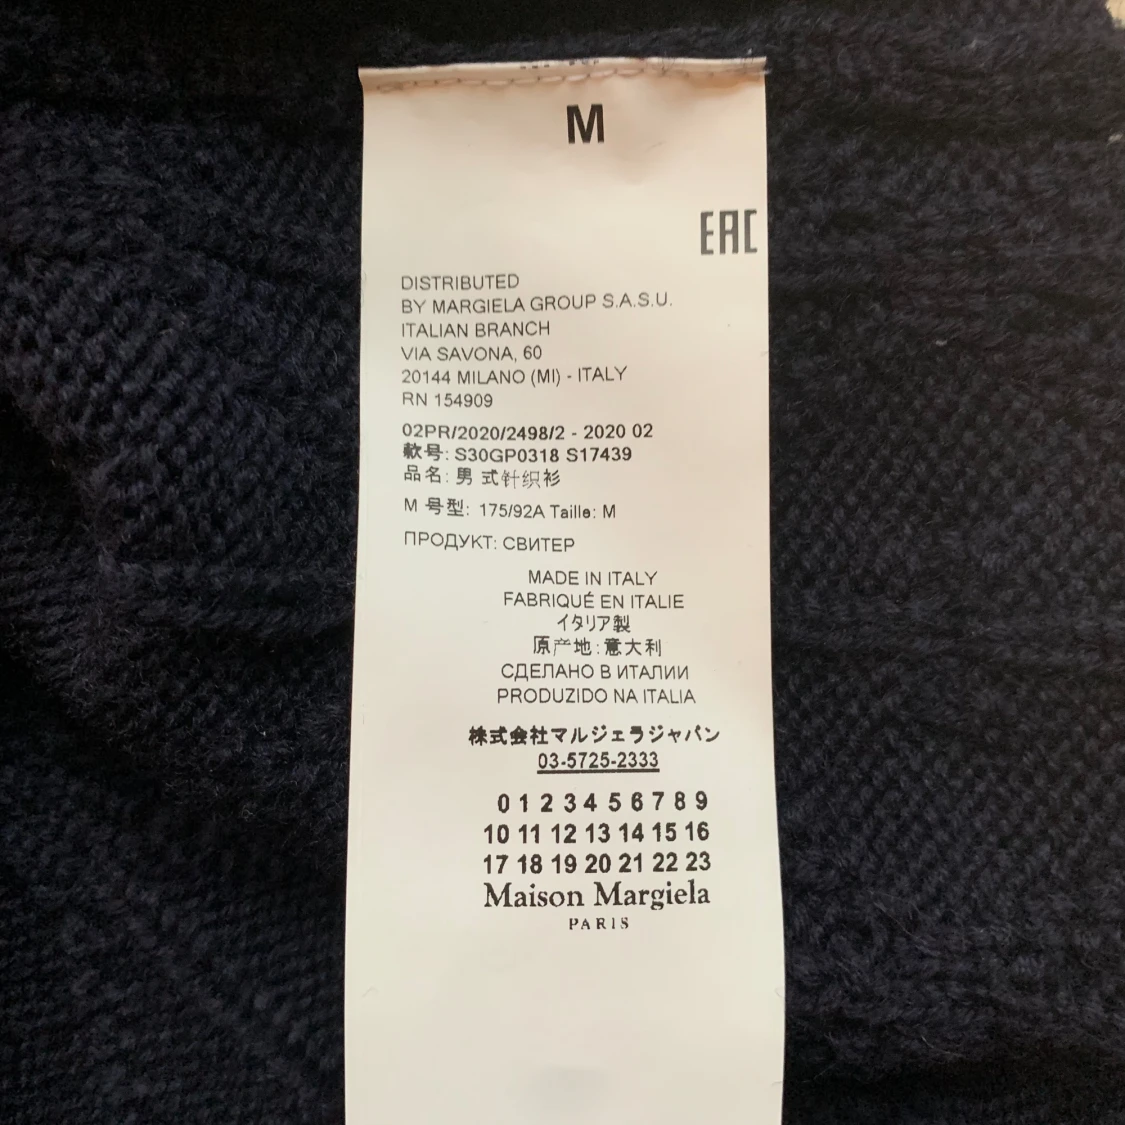 M
EAC
DISTRIBUTED
BY MARGIELA GROUP S.A.S.U.
ITALIAN BRANCH
VIA SAVONA, 60
20144 MILANO (MI) - ITALY
RN 154909
02PR/2020/2498/2 - 2020 02
款号: S30GP0318 S17439
品名: 男 式针织衫
M 号型: 175/92A Taille: M
ПРОДУКТ: СВИТЕР
MADE IN ITALY
FABRIQUÉ EN ITALIE
イタリア製
原产地:意大利
СДЕЛАНО В ИТАЛИИ
PRODUZIDO NA ITALIA
株式会社マルジェラジャパン
03-5725-2333
0 1 2 3 4 5 6 7 8 9
10 11 12 13 14 15 16
17 18 19 20 21 22 23
Maison Margiela
PARIS